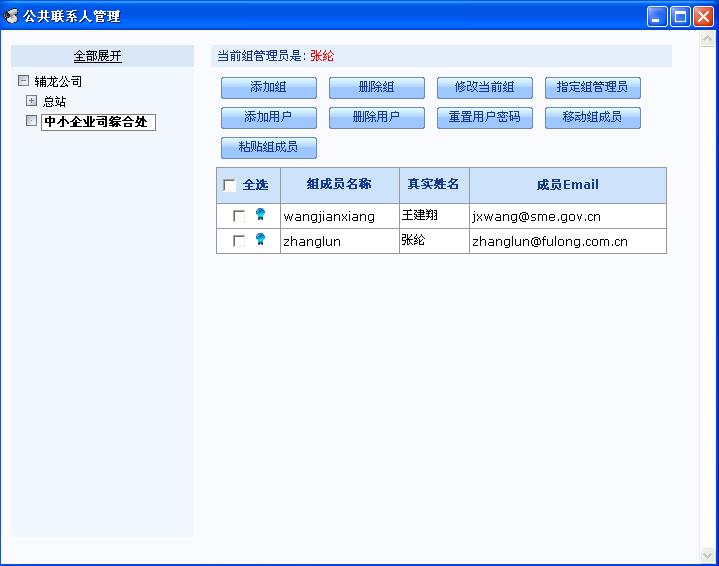 公共联系人管理
全部展开
辅龙公司
总站
中小企业司综合处
当前组管理员是: 张纶
添加组 删除组 修改当前组 指定组管理员
添加用户 删除用户 重置用户密码 移动组成员
粘贴组成员
全选 组成员名称 真实姓名 成员Email
wangjianxiang 王建翔 jxwang@sme.gov.cn
zhanglun 张纶 zhanglun@fulong.com.cn